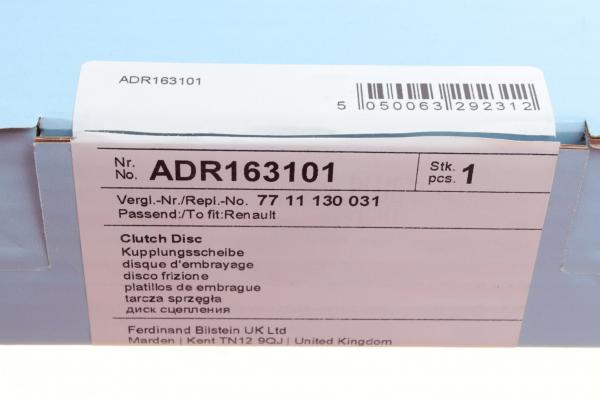 ADR163101
5 050063 292312
Nr.
No. ADR163101
Stk.
pcs. 1
Vergl.-Nr./Repl.-No. 77 11 130 031
Passend:/To fit:Renault
Clutch Disc
Kupplungsscheibe
disque d'embrayage
disco frizione
platillos de embrague
tarcza sprzęgła
диск сцепления
Ferdinand Bilstein UK Ltd
Marden | Kent TN12 9QJ | United Kingdom